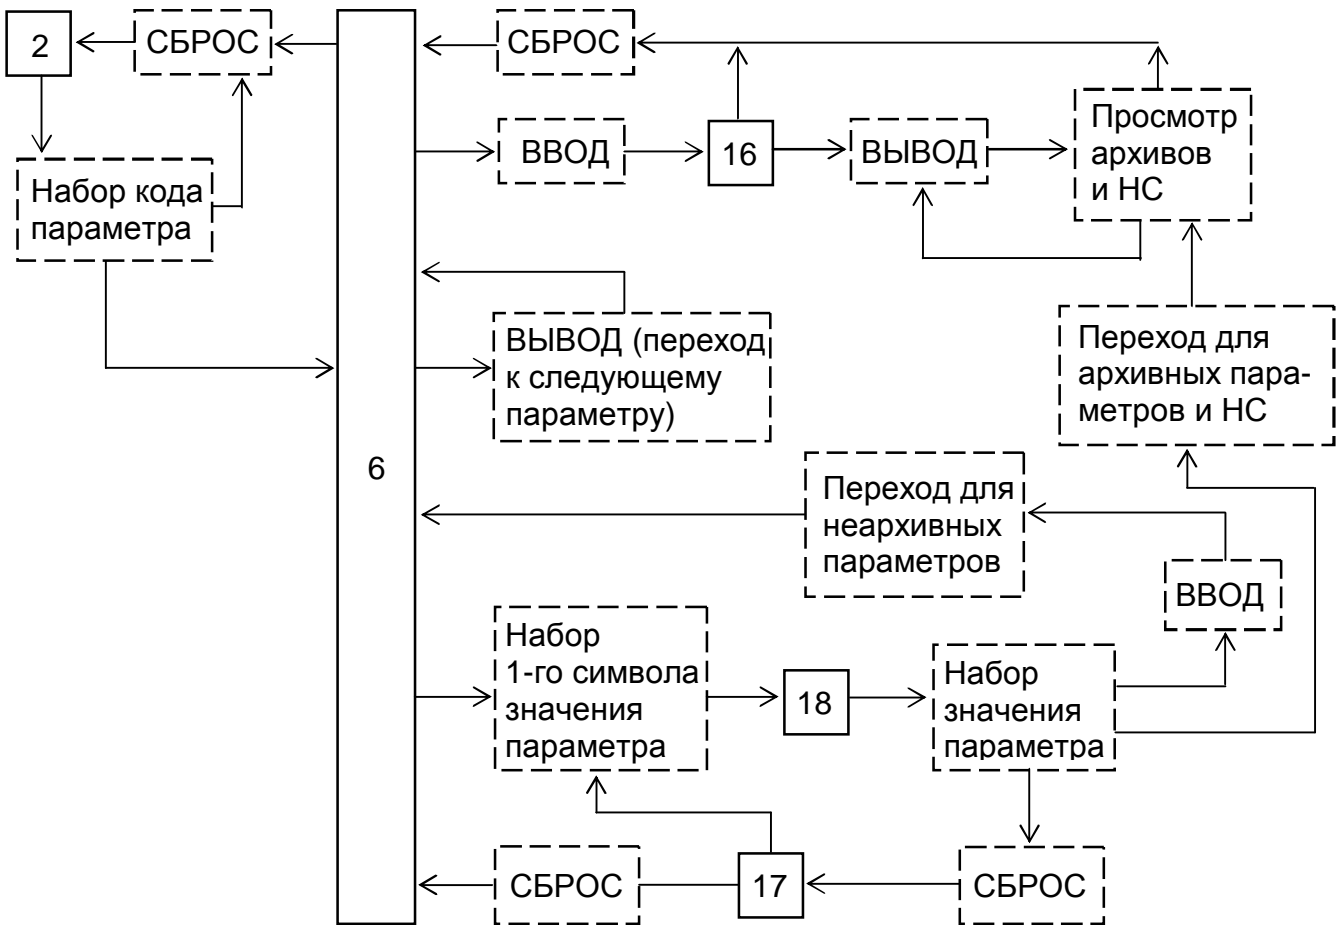 2
СБРОС
СБРОС
Просмотр
архивов
и НС
ВВОД
16
ВЫВОД
Набор кода
параметра
ВЫВОД (переход
к следующему
параметру)
Переход для
архивных пара-
метров и НС
6
Переход для
неархивных
параметров
ВВОД
Набор
1-го символа
значения
параметра
18
Набор
значения
параметра
СБРОС
17
СБРОС